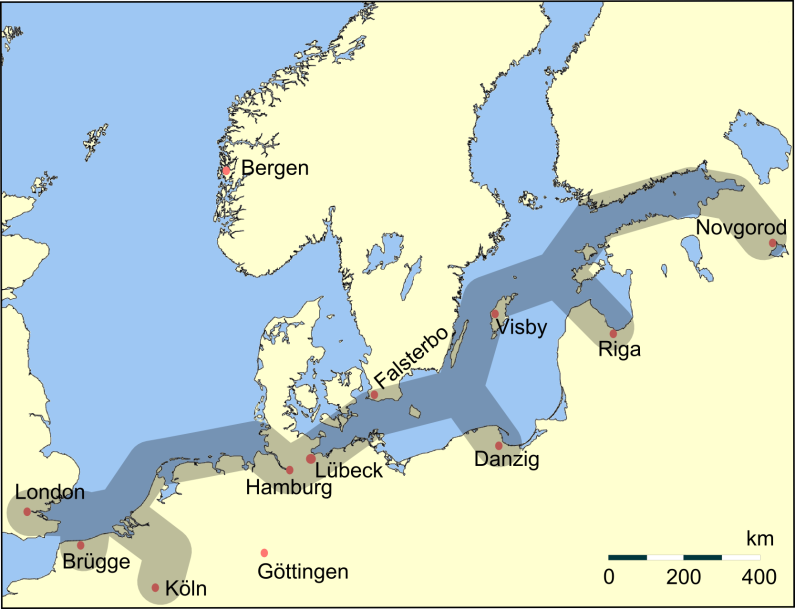 Bergen
Novgorod
Visby
Falsterbo
Riga
Danzig
Lübeck
Hamburg
London
Brügge
Köln
Göttingen
km
0 200 400